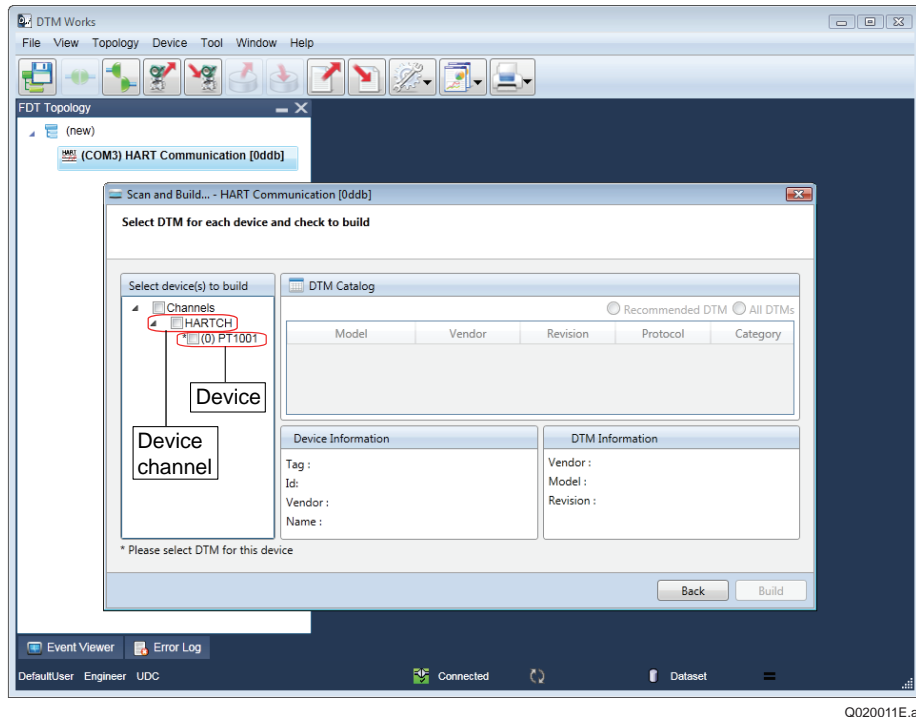 DTM Works
File View Topology Device Tool Window Help
FDT Topology
(new)
HART (COM3) HART Communication [0ddb]
Scan and Build... - HART Communication [0ddb]
Select DTM for each device and check to build
Select device(s) to build
Channels
HARTCH
*(0) PT1001
Device
Device
channel
DTM Catalog
Recommended DTM All DTMs
Model Vendor Revision Protocol Category
Device Information
Tag :
Id:
Vendor :
Name :
DTM Information
Vendor :
Model :
Revision :
* Please select DTM for this device
Back Build
Event Viewer Error Log
DefaultUser Engineer UDC Connected Dataset